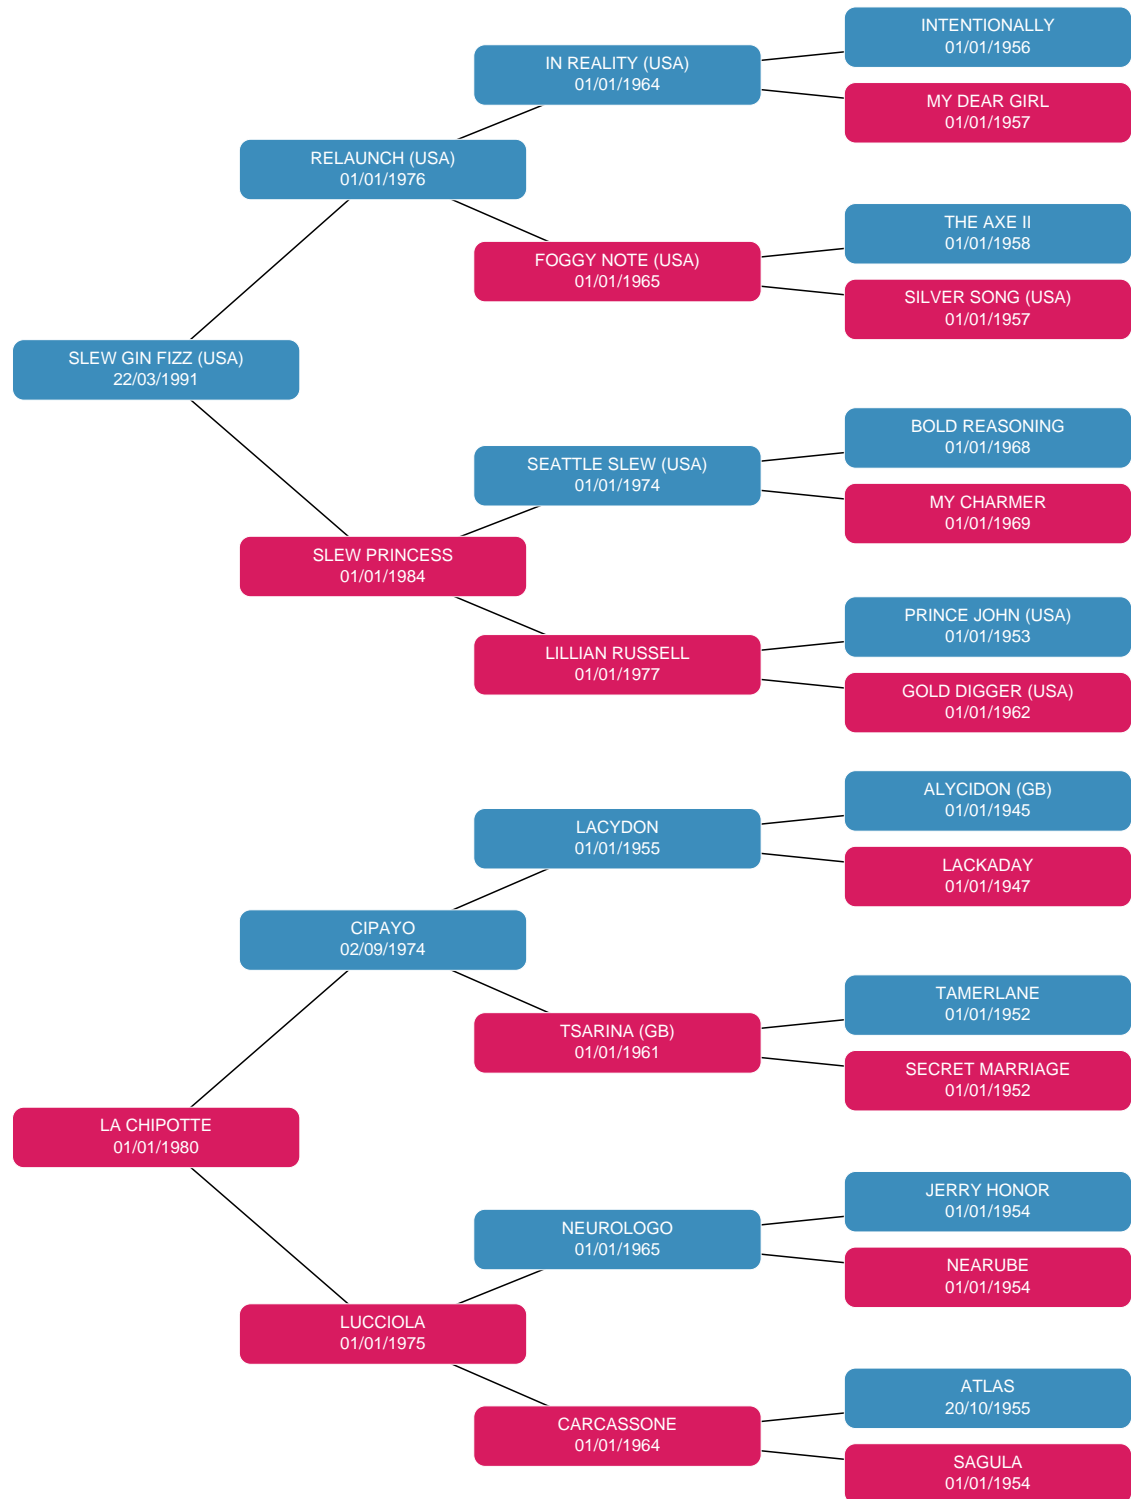 INTENTIONALLY
01/01/1956
IN REALITY (USA)
01/01/1964
MY DEAR GIRL
01/01/1957
RELAUNCH (USA)
01/01/1976
THE AXE II
01/01/1958
FOGGY NOTE (USA)
01/01/1965
SILVER SONG (USA)
01/01/1957
SLEW GIN FIZZ (USA)
22/03/1991
BOLD REASONING
01/01/1968
SEATTLE SLEW (USA)
01/01/1974
MY CHARMER
01/01/1969
SLEW PRINCESS
01/01/1984
PRINCE JOHN (USA)
01/01/1953
LILLIAN RUSSELL
01/01/1977
GOLD DIGGER (USA)
01/01/1962
ALYCIDON (GB)
01/01/1945
LACYDON
01/01/1955
LACKADAY
01/01/1947
CIPAYO
02/09/1974
TAMERLANE
01/01/1952
TSARINA (GB)
01/01/1961
SECRET MARRIAGE
01/01/1952
LA CHIPOTTE
01/01/1980
JERRY HONOR
01/01/1954
NEUROLOGO
01/01/1965
NEARUBE
01/01/1954
LUCCIOLA
01/01/1975
ATLAS
20/10/1955
CARCASSONE
01/01/1964
SAGULA
01/01/1954